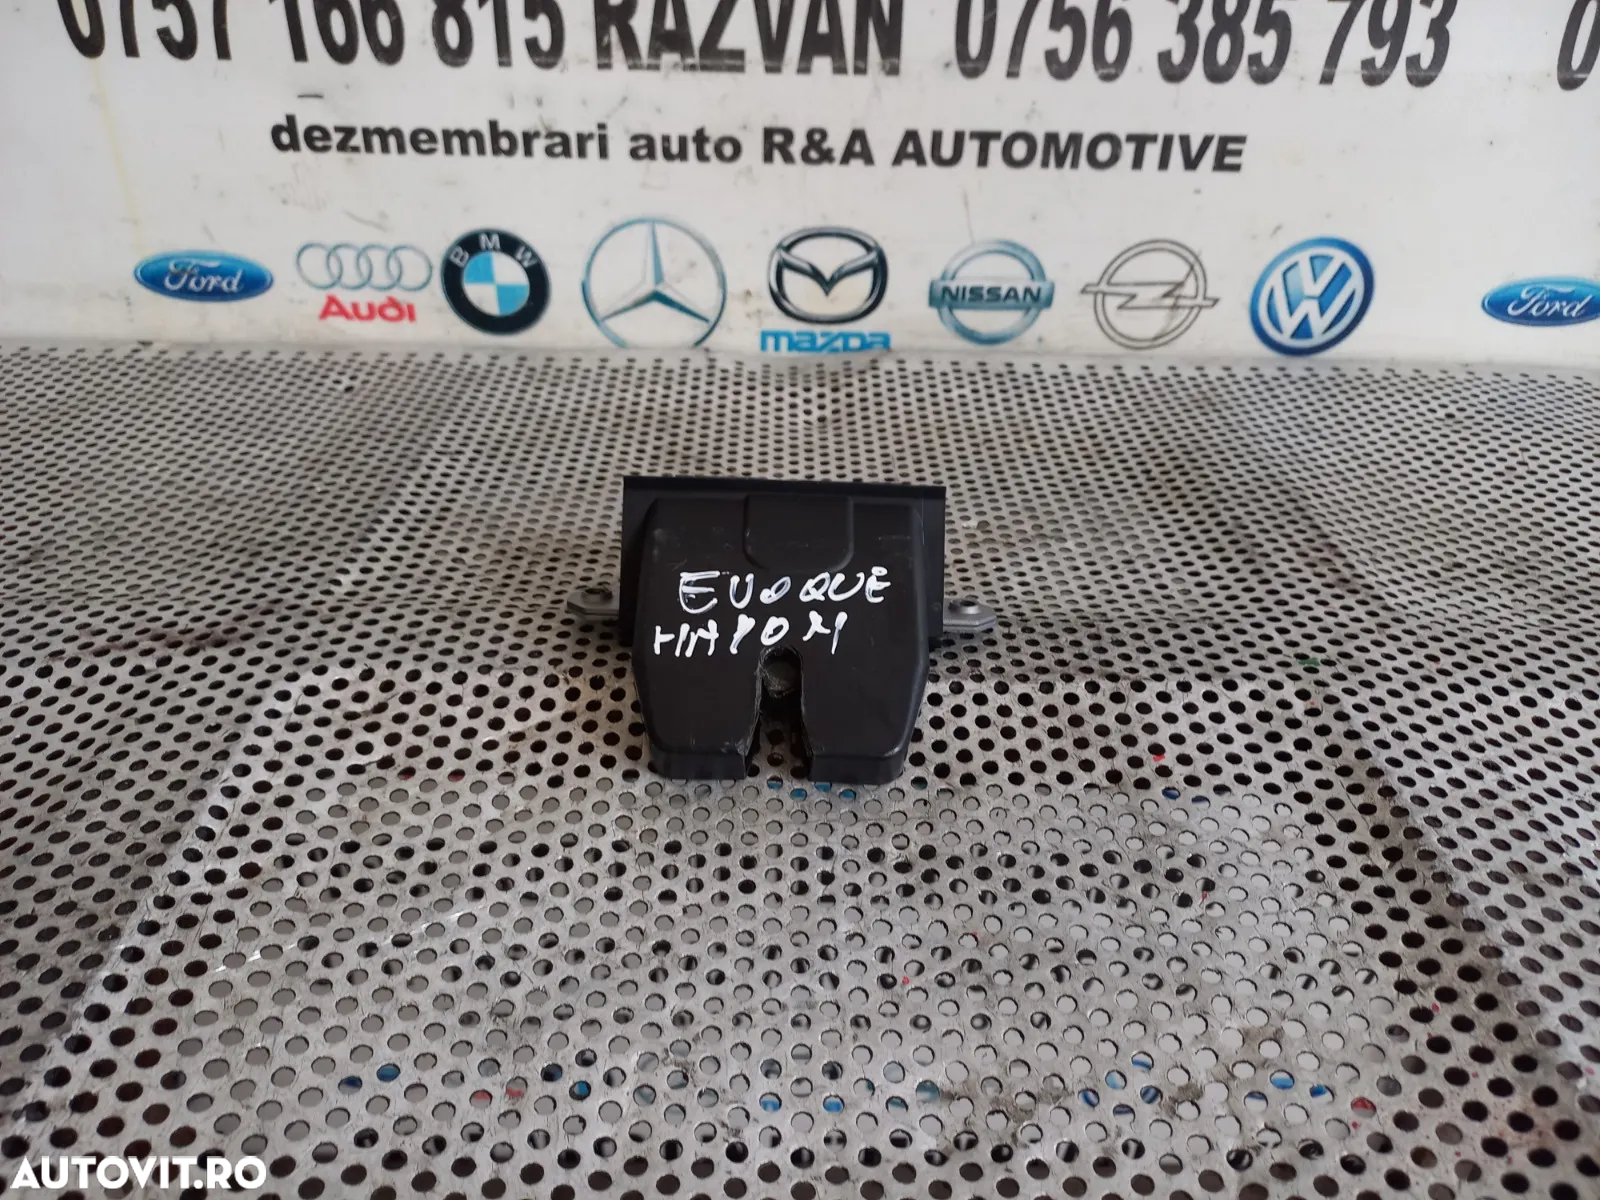 0757 166 815 RAZVAN 0756 385 793
dezmembrari auto R&A AUTOMOTIVE
Ford
Audi
BMW
mazda
NISSAN
Ford
EVOQUE
AUTOVIT.RO